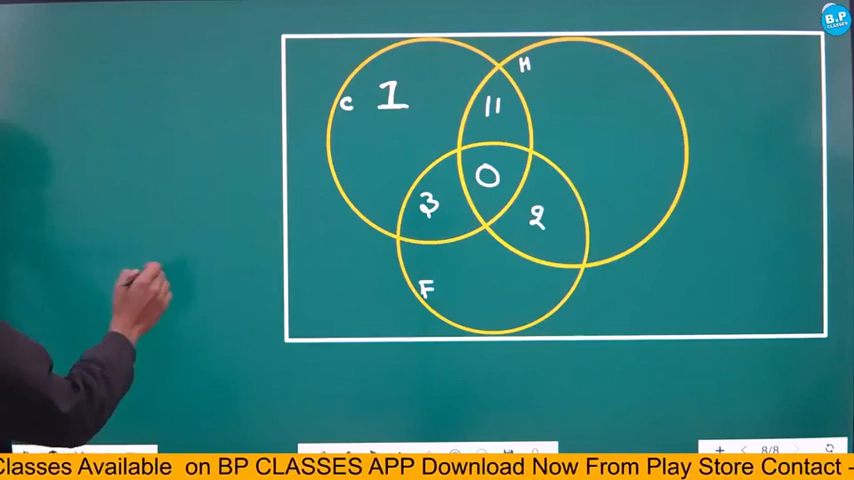 B.P
CLASSES
H
C 1
11
0
3
2
F
8/8
Classes Available on BP CLASSES APP Download Now From Play Store Contact -